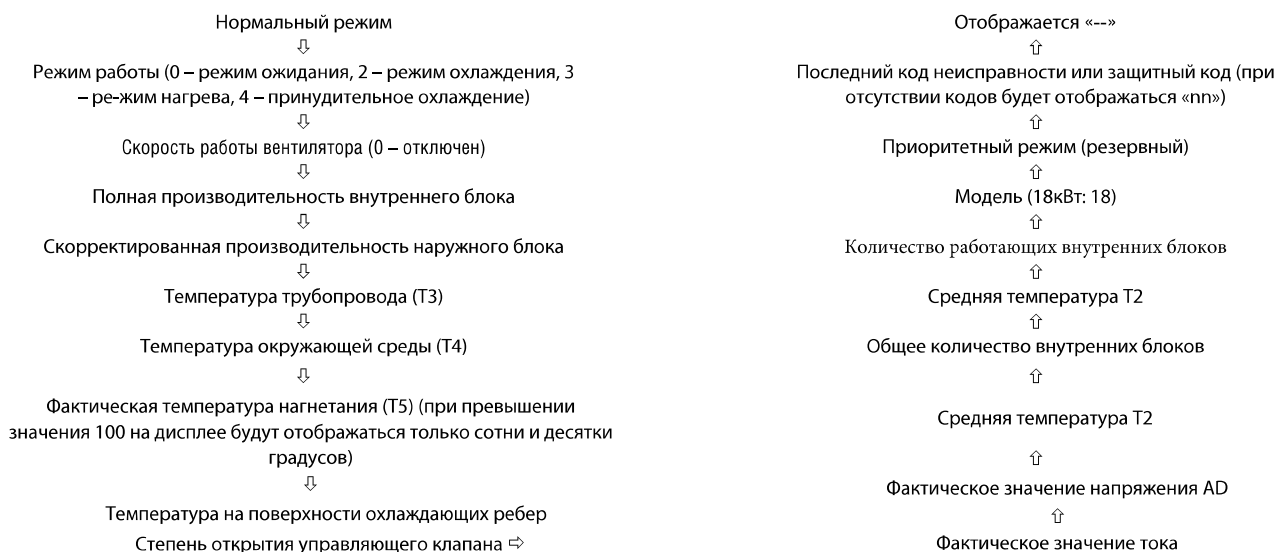 Нормальный режим
⇩
Режим работы (0 – режим ожидания, 2 – режим охлаждения, 3
– ре-жим нагрева, 4 – принудительное охлаждение)
⇩
Скорость работы вентилятора (0 – отключен)
⇩
Полная производительность внутреннего блока
⇩
Скорректированная производительность наружного блока
⇩
Температура трубопровода (T3)
⇩
Температура окружающей среды (T4)
⇩
Фактическая температура нагнетания (T5) (при превышении
значения 100 на дисплее будут отображаться только сотни и десятки
градусов)
⇩
Температура на поверхности охлаждающих ребер
Степень открытия управляющего клапана ⇨
Отображается «--»
⇧
Последний код неисправности или защитный код (при
отсутствии кодов будет отображаться «nn»)
⇧
Приоритетный режим (резервный)
⇧
Модель (18кВт: 18)
⇧
Количество работающих внутренних блоков
⇧
Средняя температура T2
⇧
Общее количество внутренних блоков
⇧
Средняя температура T2
⇧
Фактическое значение напряжения AD
⇧
Фактическое значение тока